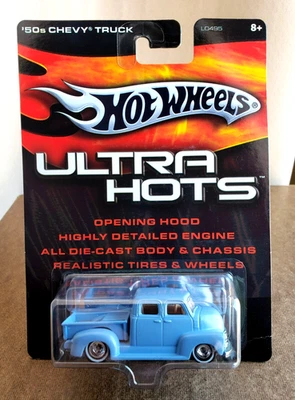 '50s CHEVY® TRUCK L0495 8+
HOT WHEELS
ULTRA
HOTS™
OPENING HOOD
HIGHLY DETAILED ENGINE
ALL DIE-CAST BODY & CHASSIS
REALISTIC TIRES & WHEELS